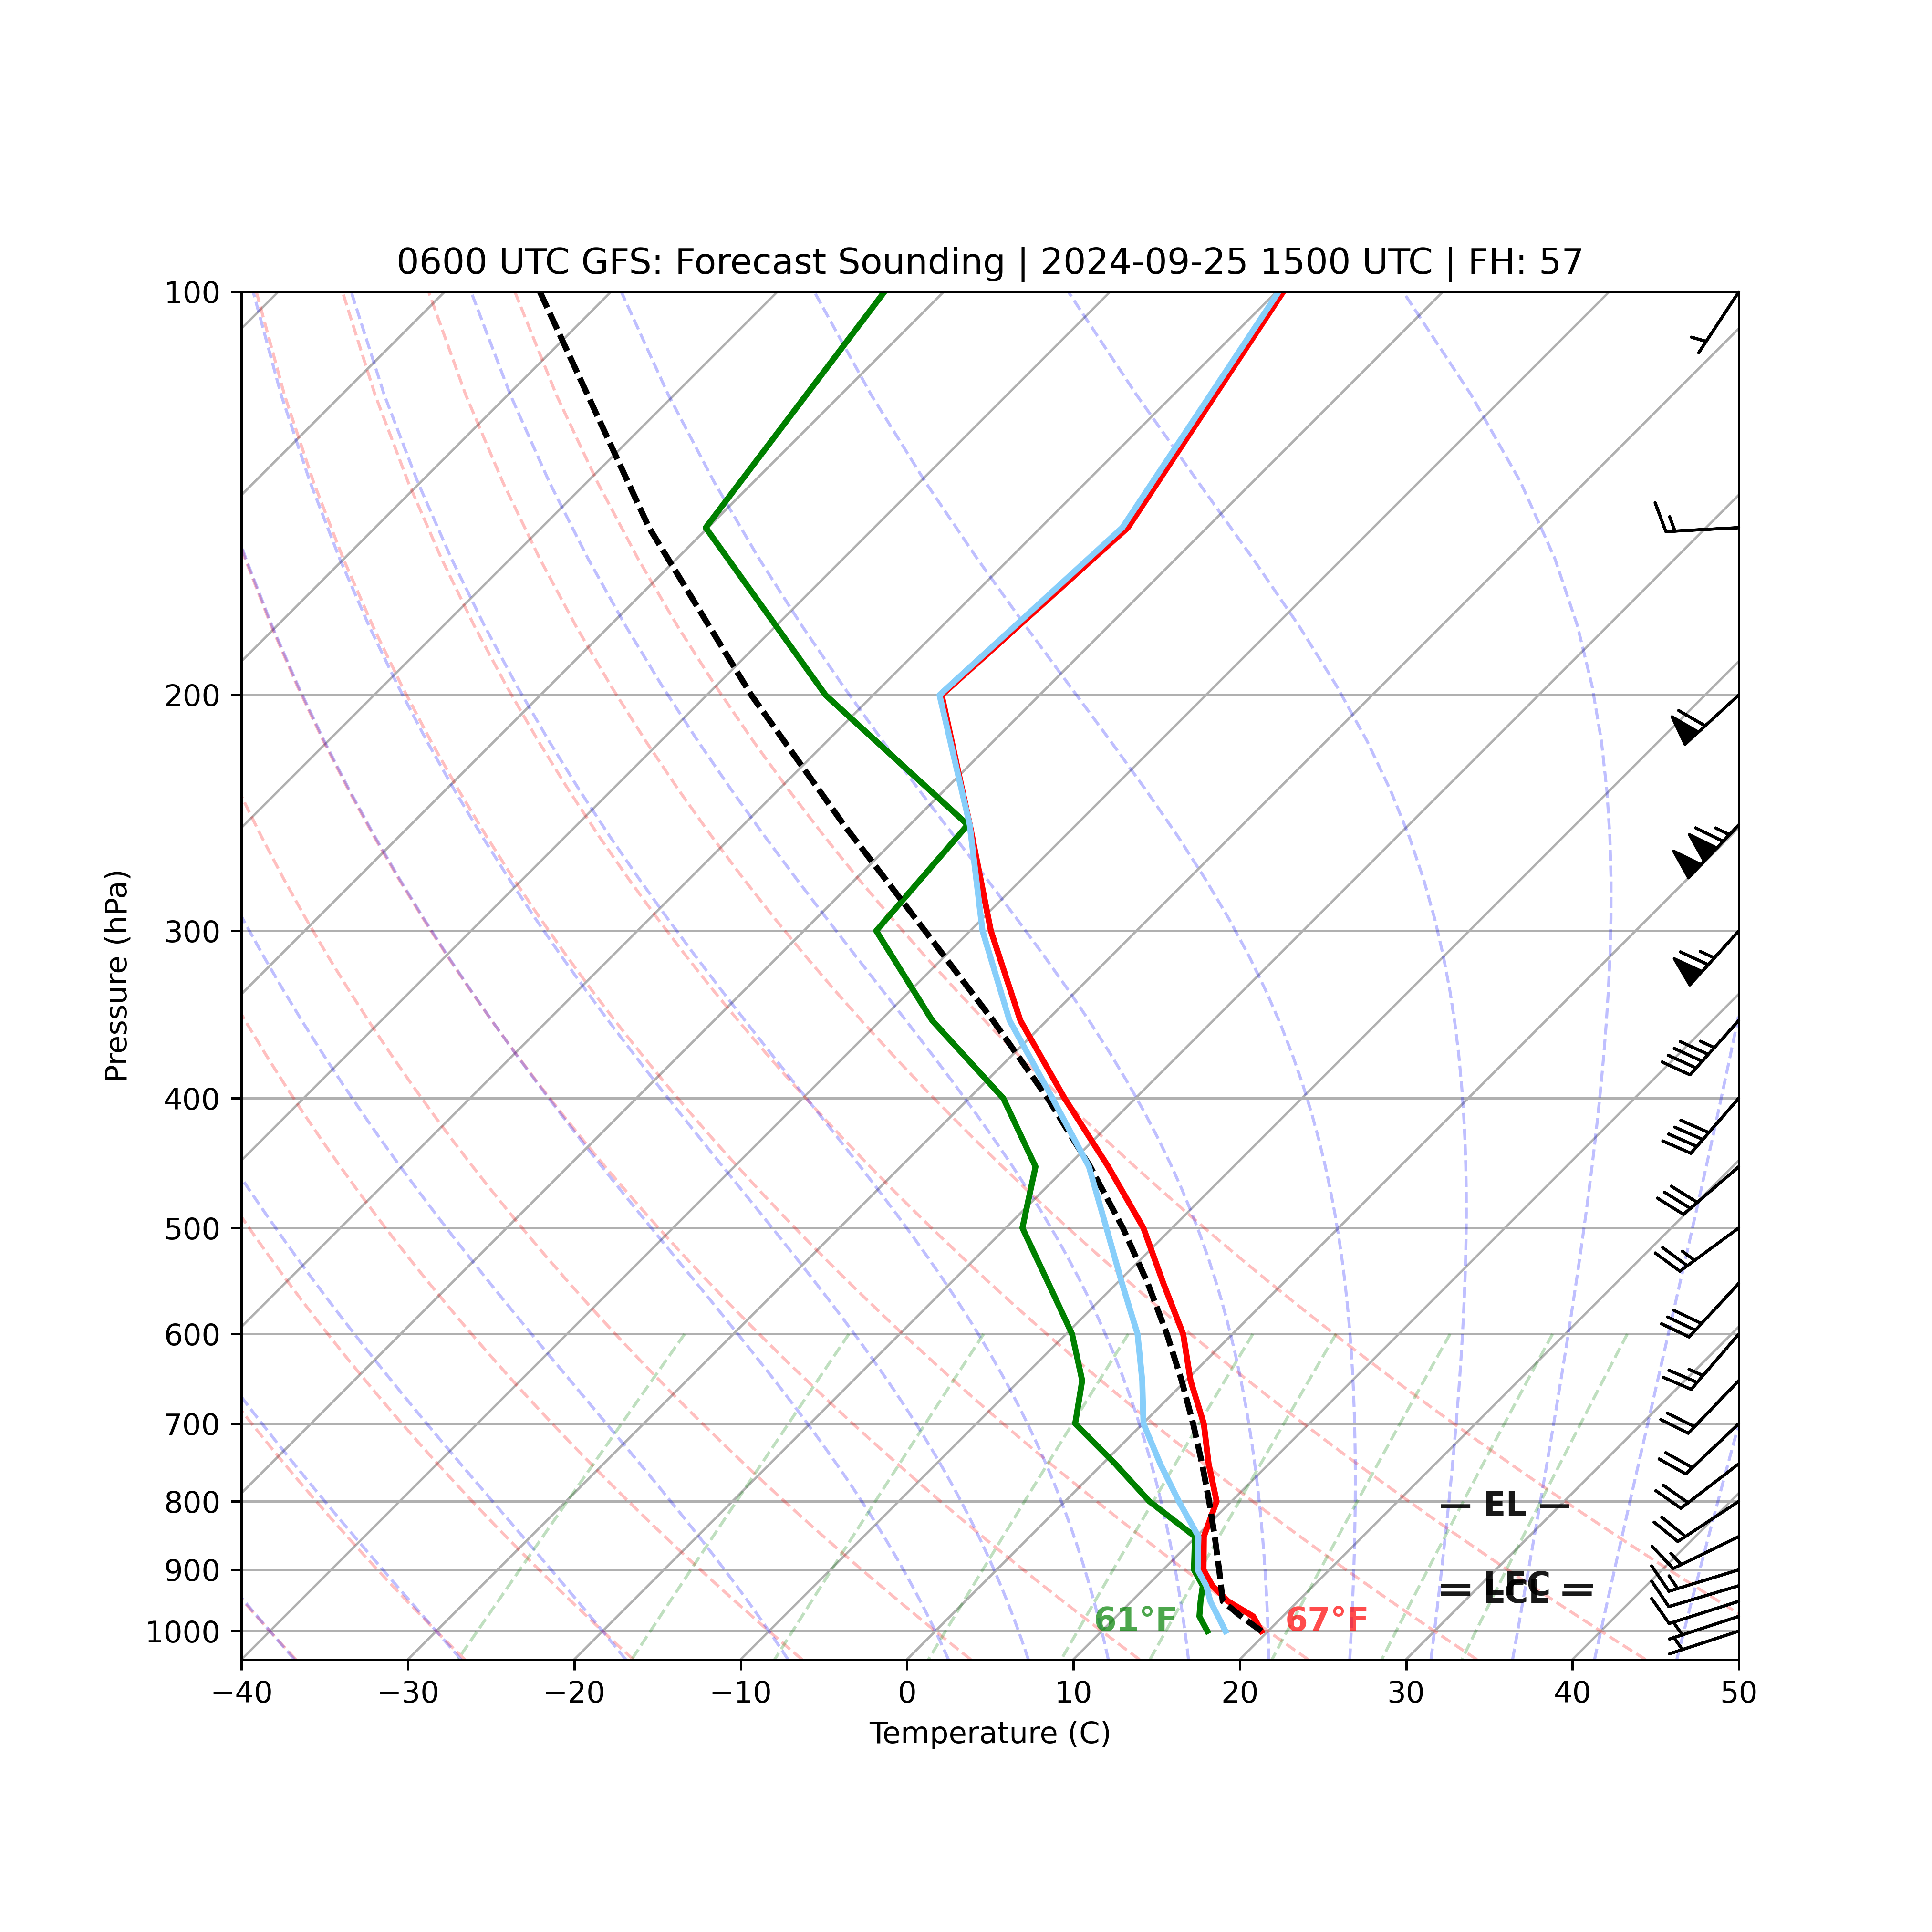 0600 UTC GFS: Forecast Sounding | 2024-09-25 1500 UTC | FH: 57
100
200
300
400
500
600
700
800
900
1000
Pressure (hPa)
— EL —
— LFC —
— LCL —
61°F
67°F
−40 −30 −20 −10 0 10 20 30 40 50
Temperature (C)